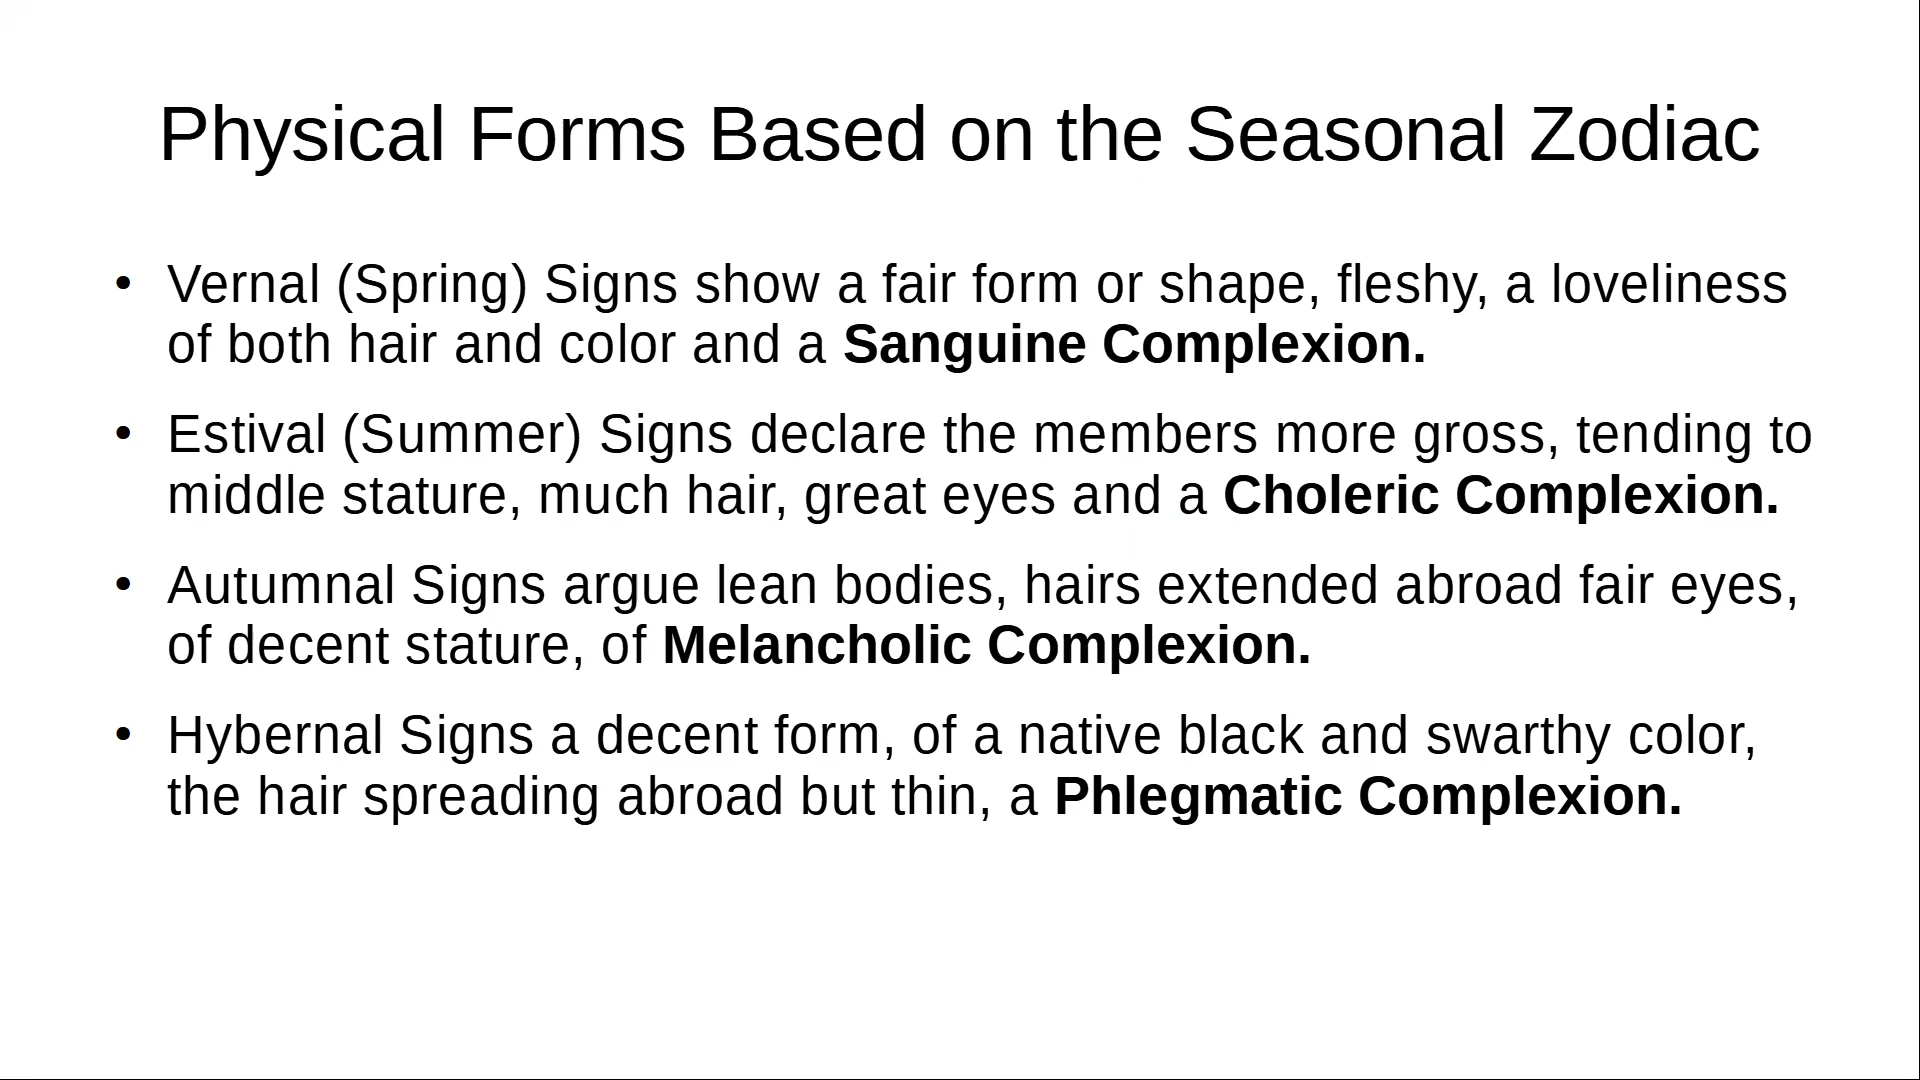 Physical Forms Based on the Seasonal Zodiac
• Vernal (Spring) Signs show a fair form or shape, fleshy, a loveliness
of both hair and color and a Sanguine Complexion.
• Estival (Summer) Signs declare the members more gross, tending to
middle stature, much hair, great eyes and a Choleric Complexion.
• Autumnal Signs argue lean bodies, hairs extended abroad fair eyes,
of decent stature, of Melancholic Complexion.
• Hybernal Signs a decent form, of a native black and swarthy color,
the hair spreading abroad but thin, a Phlegmatic Complexion.